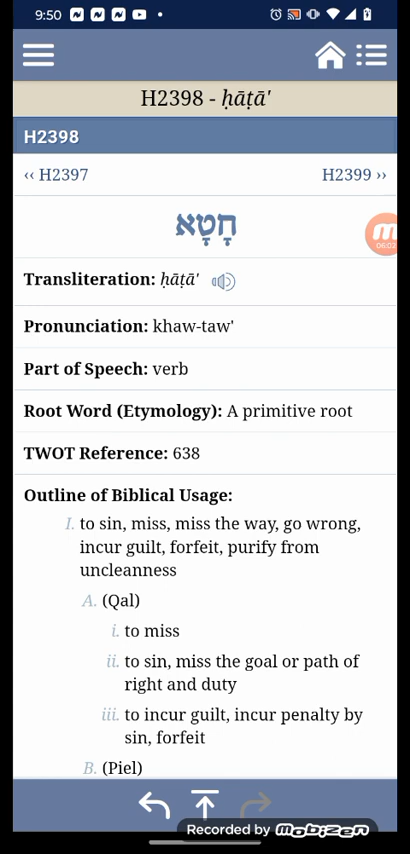 9:50
H2398 - ḥāṭā'
H2398
‹‹ H2397 H2399 ››
חָטָא
06:03
Transliteration: ḥāṭā'
Pronunciation: khaw-taw'
Part of Speech: verb
Root Word (Etymology): A primitive root
TWOT Reference: 638
Outline of Biblical Usage:
I. to sin, miss, miss the way, go wrong,
incur guilt, forfeit, purify from
uncleanness
A. (Qal)
i. to miss
ii. to sin, miss the goal or path of
right and duty
iii. to incur guilt, incur penalty by
sin, forfeit
B. (Piel)
Recorded by mobizen